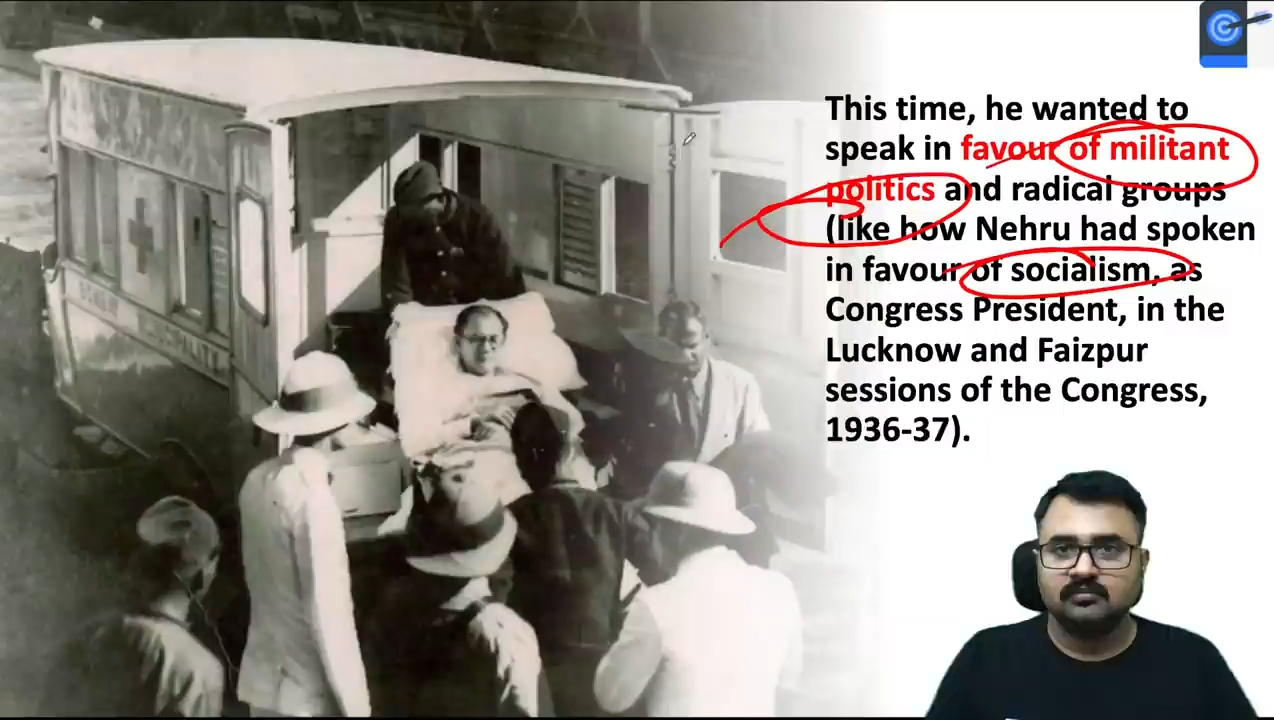 This time, he wanted to
speak in favour of militant
politics and radical groups
(like how Nehru had spoken
in favour of socialism, as
Congress President, in the
Lucknow and Faizpur
sessions of the Congress,
1936-37).